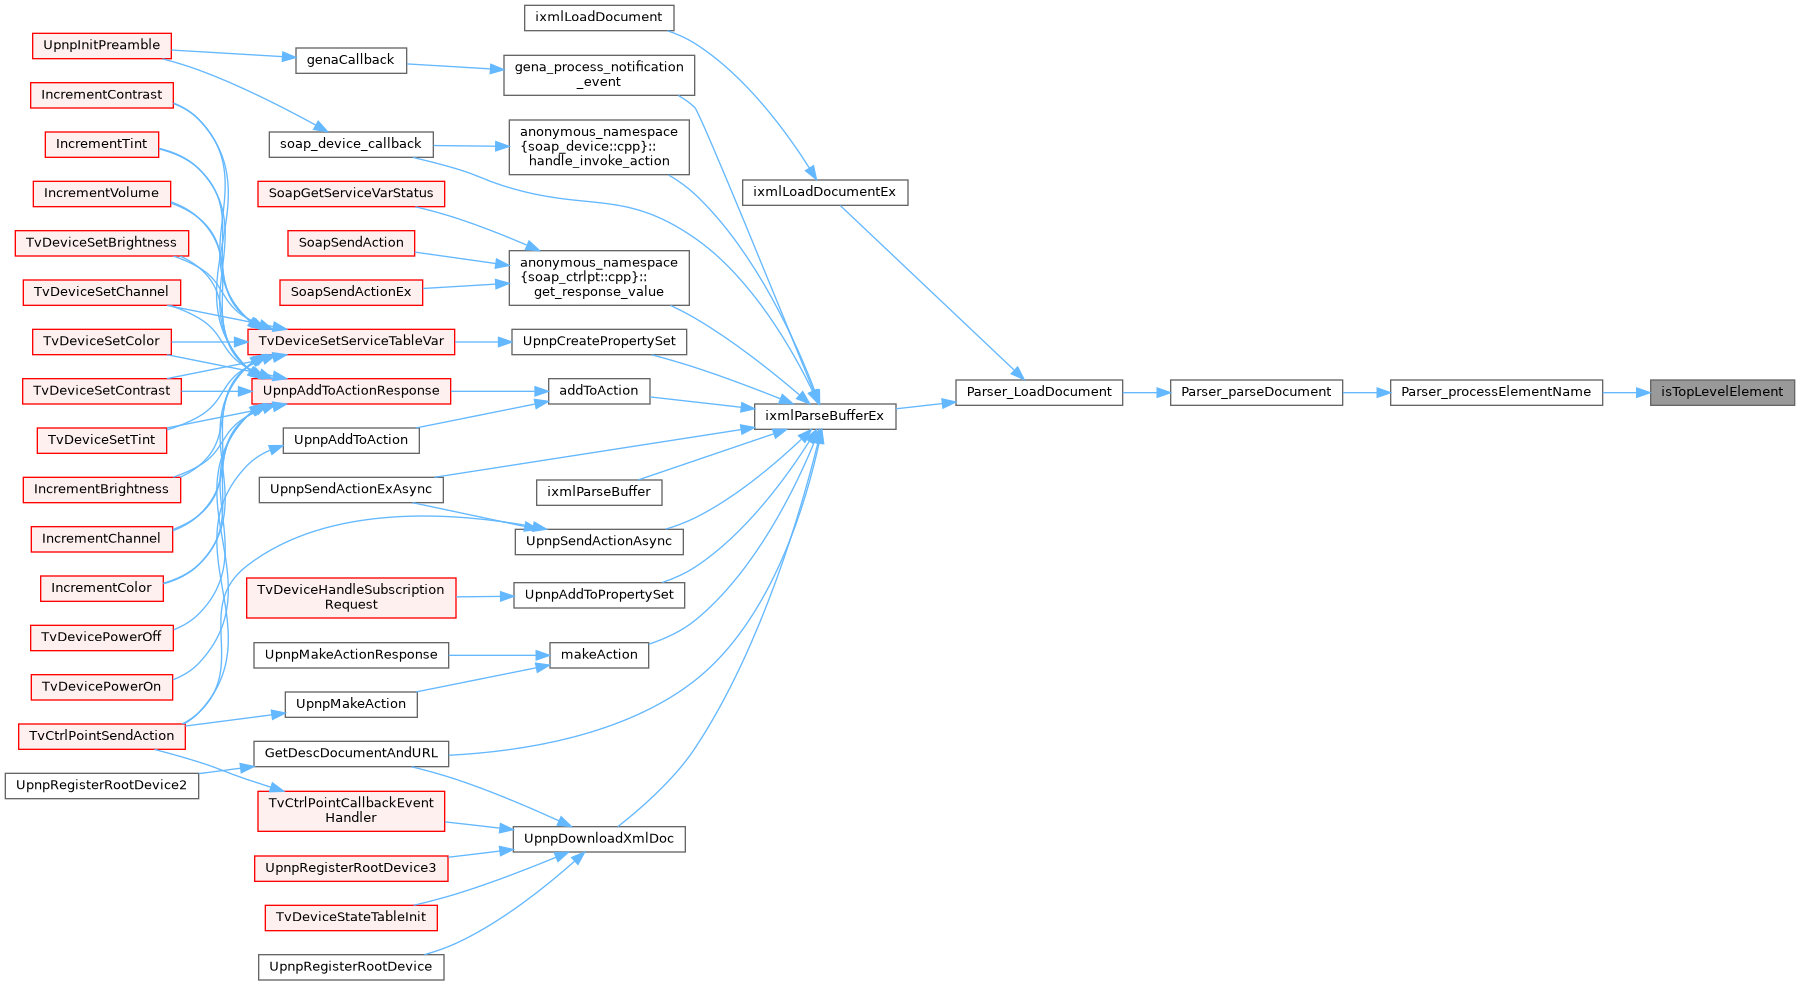 ixmlLoadDocument
UpnpInitPreamble
genaCallback
gena_process_notification
_event
IncrementContrast
IncrementTint
soap_device_callback
anonymous_namespace
{soap_device::cpp}::
handle_invoke_action
IncrementVolume
SoapGetServiceVarStatus
ixmlLoadDocumentEx
TvDeviceSetBrightness
SoapSendAction
anonymous_namespace
{soap_ctrlpt::cpp}::
get_response_value
TvDeviceSetChannel
SoapSendActionEx
TvDeviceSetColor
TvDeviceSetServiceTableVar
UpnpCreatePropertySet
TvDeviceSetContrast
UpnpAddToActionResponse
addToAction
ixmlParseBufferEx
Parser_LoadDocument
Parser_parseDocument
Parser_processElementName
isTopLevelElement
TvDeviceSetTint
UpnpAddToAction
IncrementBrightness
UpnpSendActionExAsync
ixmlParseBuffer
IncrementChannel
UpnpSendActionAsync
IncrementColor
TvDeviceHandleSubscription
Request
UpnpAddToPropertySet
TvDevicePowerOff
UpnpMakeActionResponse
makeAction
TvDevicePowerOn
UpnpMakeAction
TvCtrlPointSendAction
GetDescDocumentAndURL
UpnpRegisterRootDevice2
TvCtrlPointCallbackEvent
Handler
UpnpDownloadXmlDoc
UpnpRegisterRootDevice3
TvDeviceStateTableInit
UpnpRegisterRootDevice